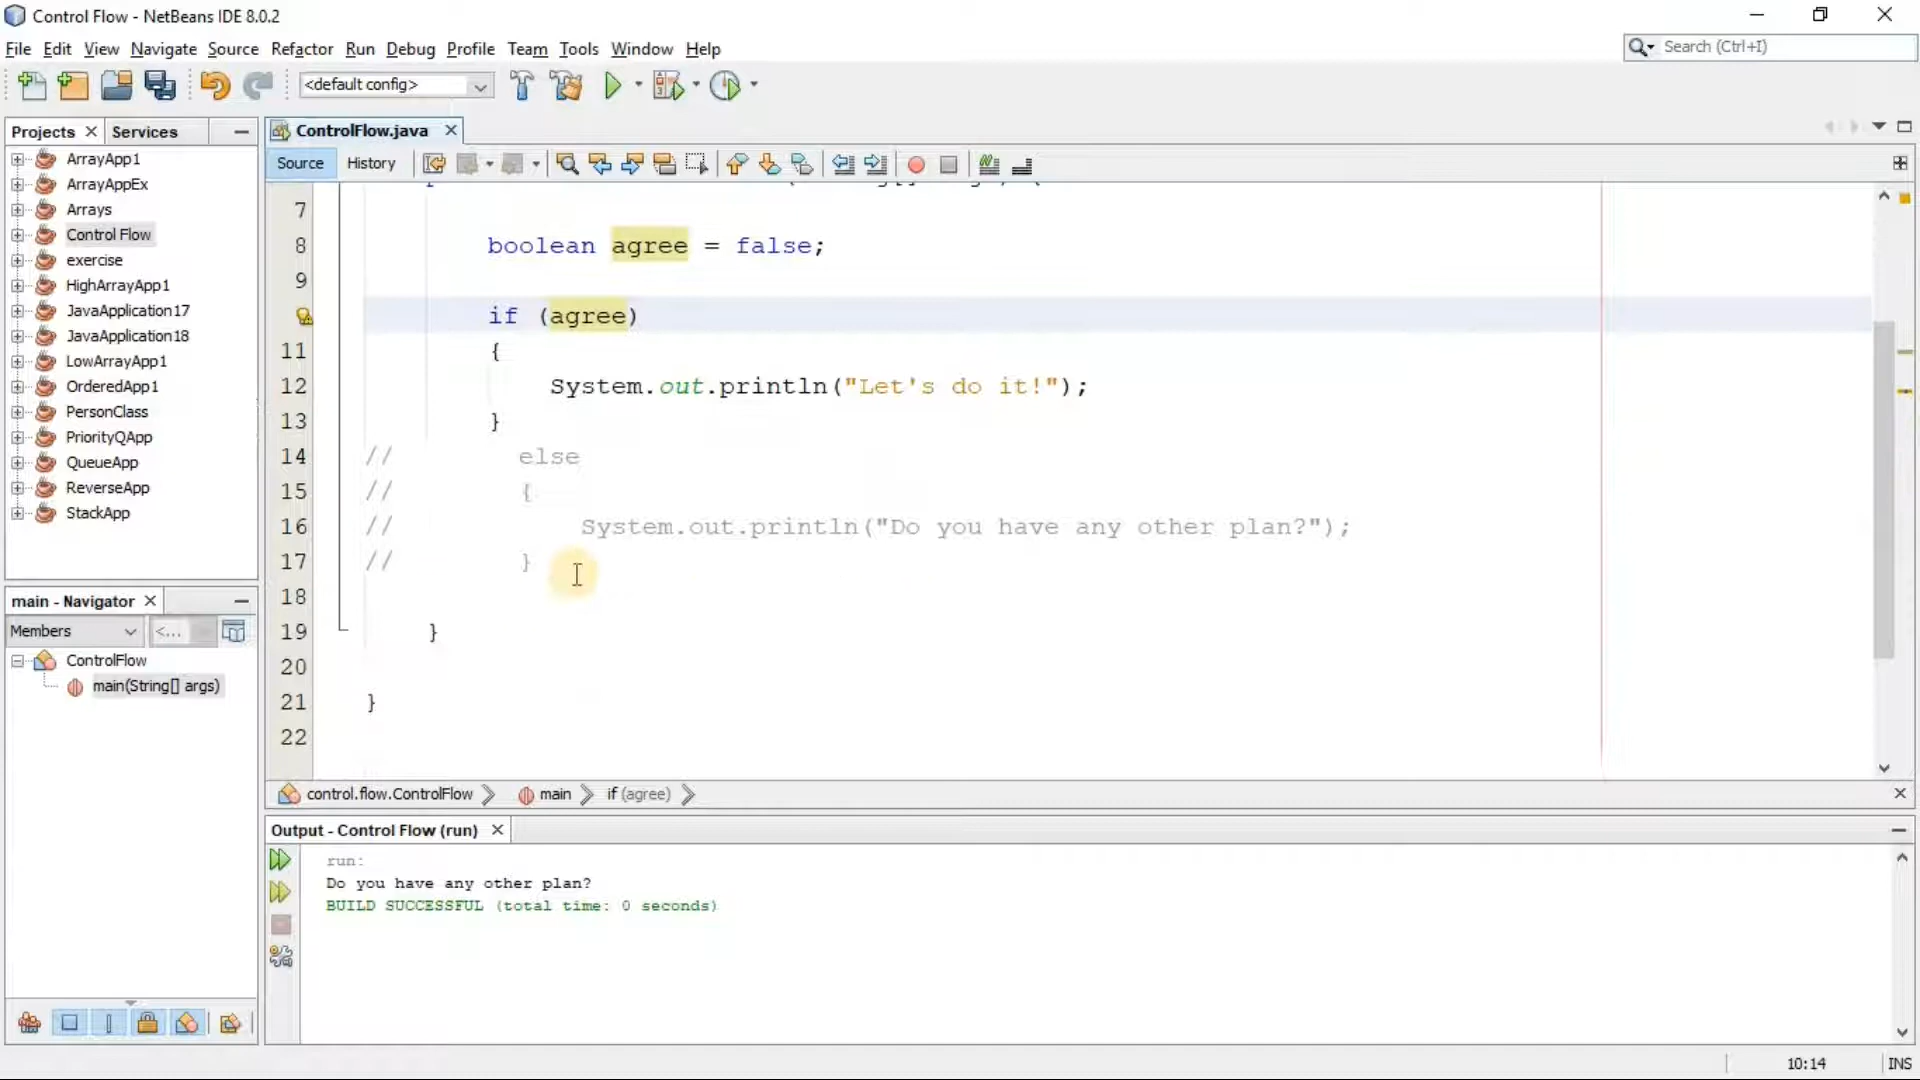 Control Flow - NetBeans IDE 8.0.2
File Edit View Navigate Source Refactor Run Debug Profile Team Tools Window Help
Search (Ctrl+I)
<default config>
Projects Services
ControlFlow.java
Source History
ArrayApp1
ArrayAppEx
Arrays
Control Flow
exercise
HighArrayApp1
JavaApplication17
JavaApplication18
LowArrayApp1
OrderedApp1
PersonClass
PriorityQApp
QueueApp
ReverseApp
StackApp
7
8 boolean agree = false;
9
if (agree)
11 {
12 System.out.println("Let's do it!");
13 }
14 // else
15 // {
16 // System.out.println("Do you have any other plan?");
17 // }
18
19 }
20
21 }
22
main - Navigator
Members <...
ControlFlow
main(String[] args)
control.flow.ControlFlow main if (agree)
Output - Control Flow (run)
run:
Do you have any other plan?
BUILD SUCCESSFUL (total time: 0 seconds)
10:14 INS